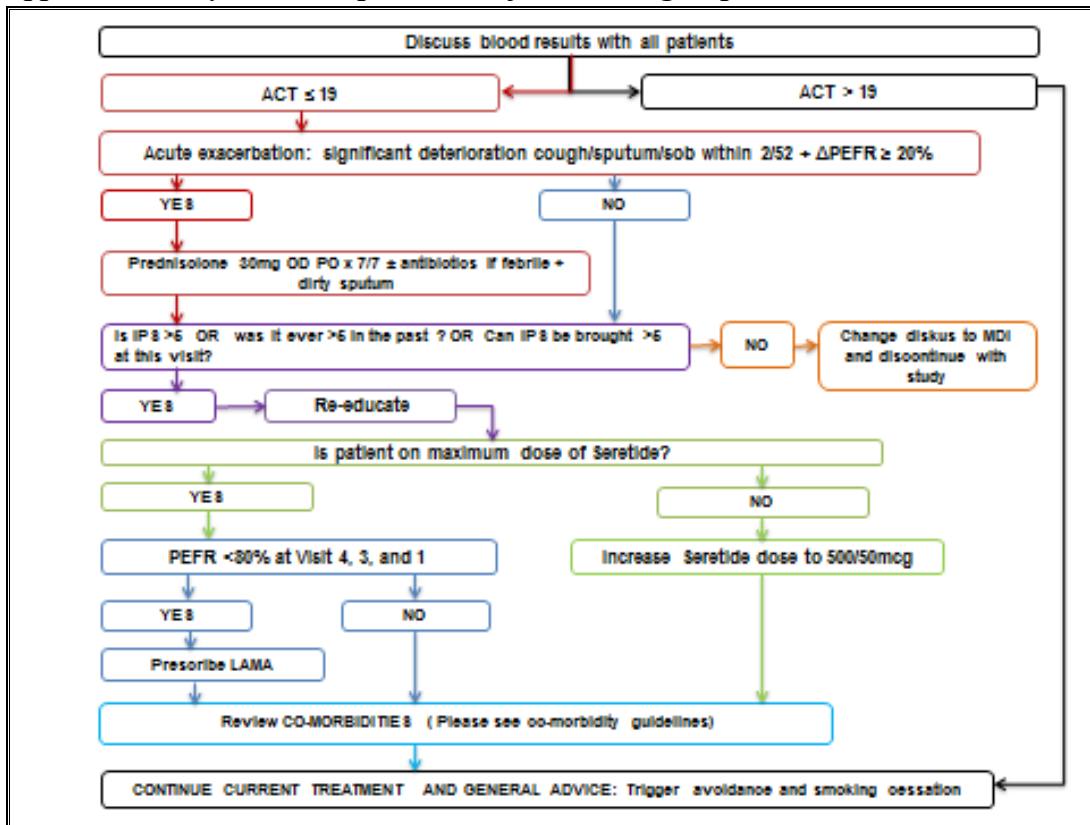 Discuss blood results with all patients
ACT ≤ 19
ACT > 19
Acute exacerbation: significant deterioration cough/sputum/sob within 2/52 + ΔPEFR ≥ 20%
YES
NO
Prednisolone 30mg OD PO x 7/7 ± antibiotics if febrile +
dirty sputum
Is IPS >5 OR was it ever >5 in the past ? OR Can IPS be brought >5
at this visit?
NO
Change diskus to MDI
and discontinue with
study
YES
Re-educate
Is patient on maximum dose of Seretide?
YES
NO
PEFR <80% at Visit 4, 3, and 1
Increase Seretide dose to 500/50mcg
YES
NO
Prescribe LAMA
Review CO-MORBIDITIES ( Please see co-morbidity guidelines)
CONTINUE CURRENT TREATMENT AND GENERAL ADVICE: Trigger avoidance and smoking cessation